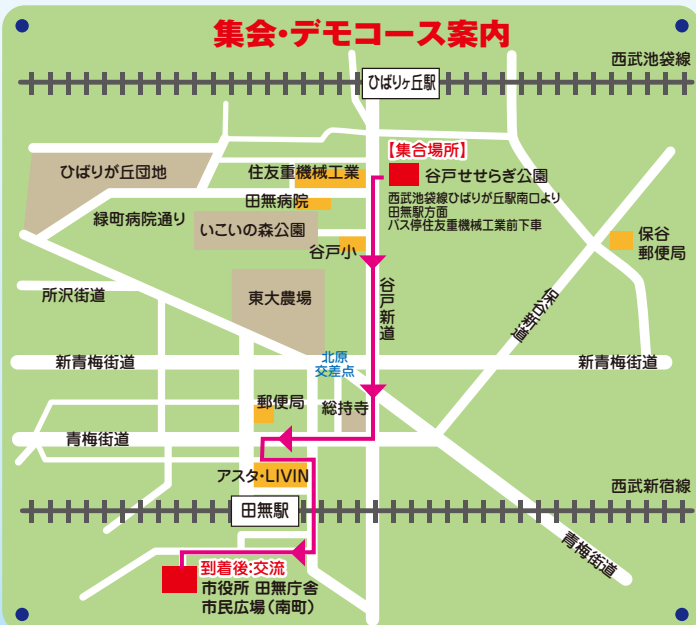 集会・デモコース案内
西武池袋線
ひばりヶ丘駅
【集合場所】
谷戸せせらぎ公園
西武池袋線ひばりが丘駅南口より
田無駅方面
バス停住友重機械工業前下車
ひばりが丘団地
住友重機械工業
田無病院
緑町病院通り
いこいの森公園
谷戸小
保谷
郵便局
所沢街道
東大農場
谷戸新道
保谷新道
新青梅街道
北原
交差点
新青梅街道
郵便局
総持寺
青梅街道
アスタ・LIVIN
西武新宿線
田無駅
青梅街道
到着後:交流
市役所 田無庁舎
市民広場(南町)